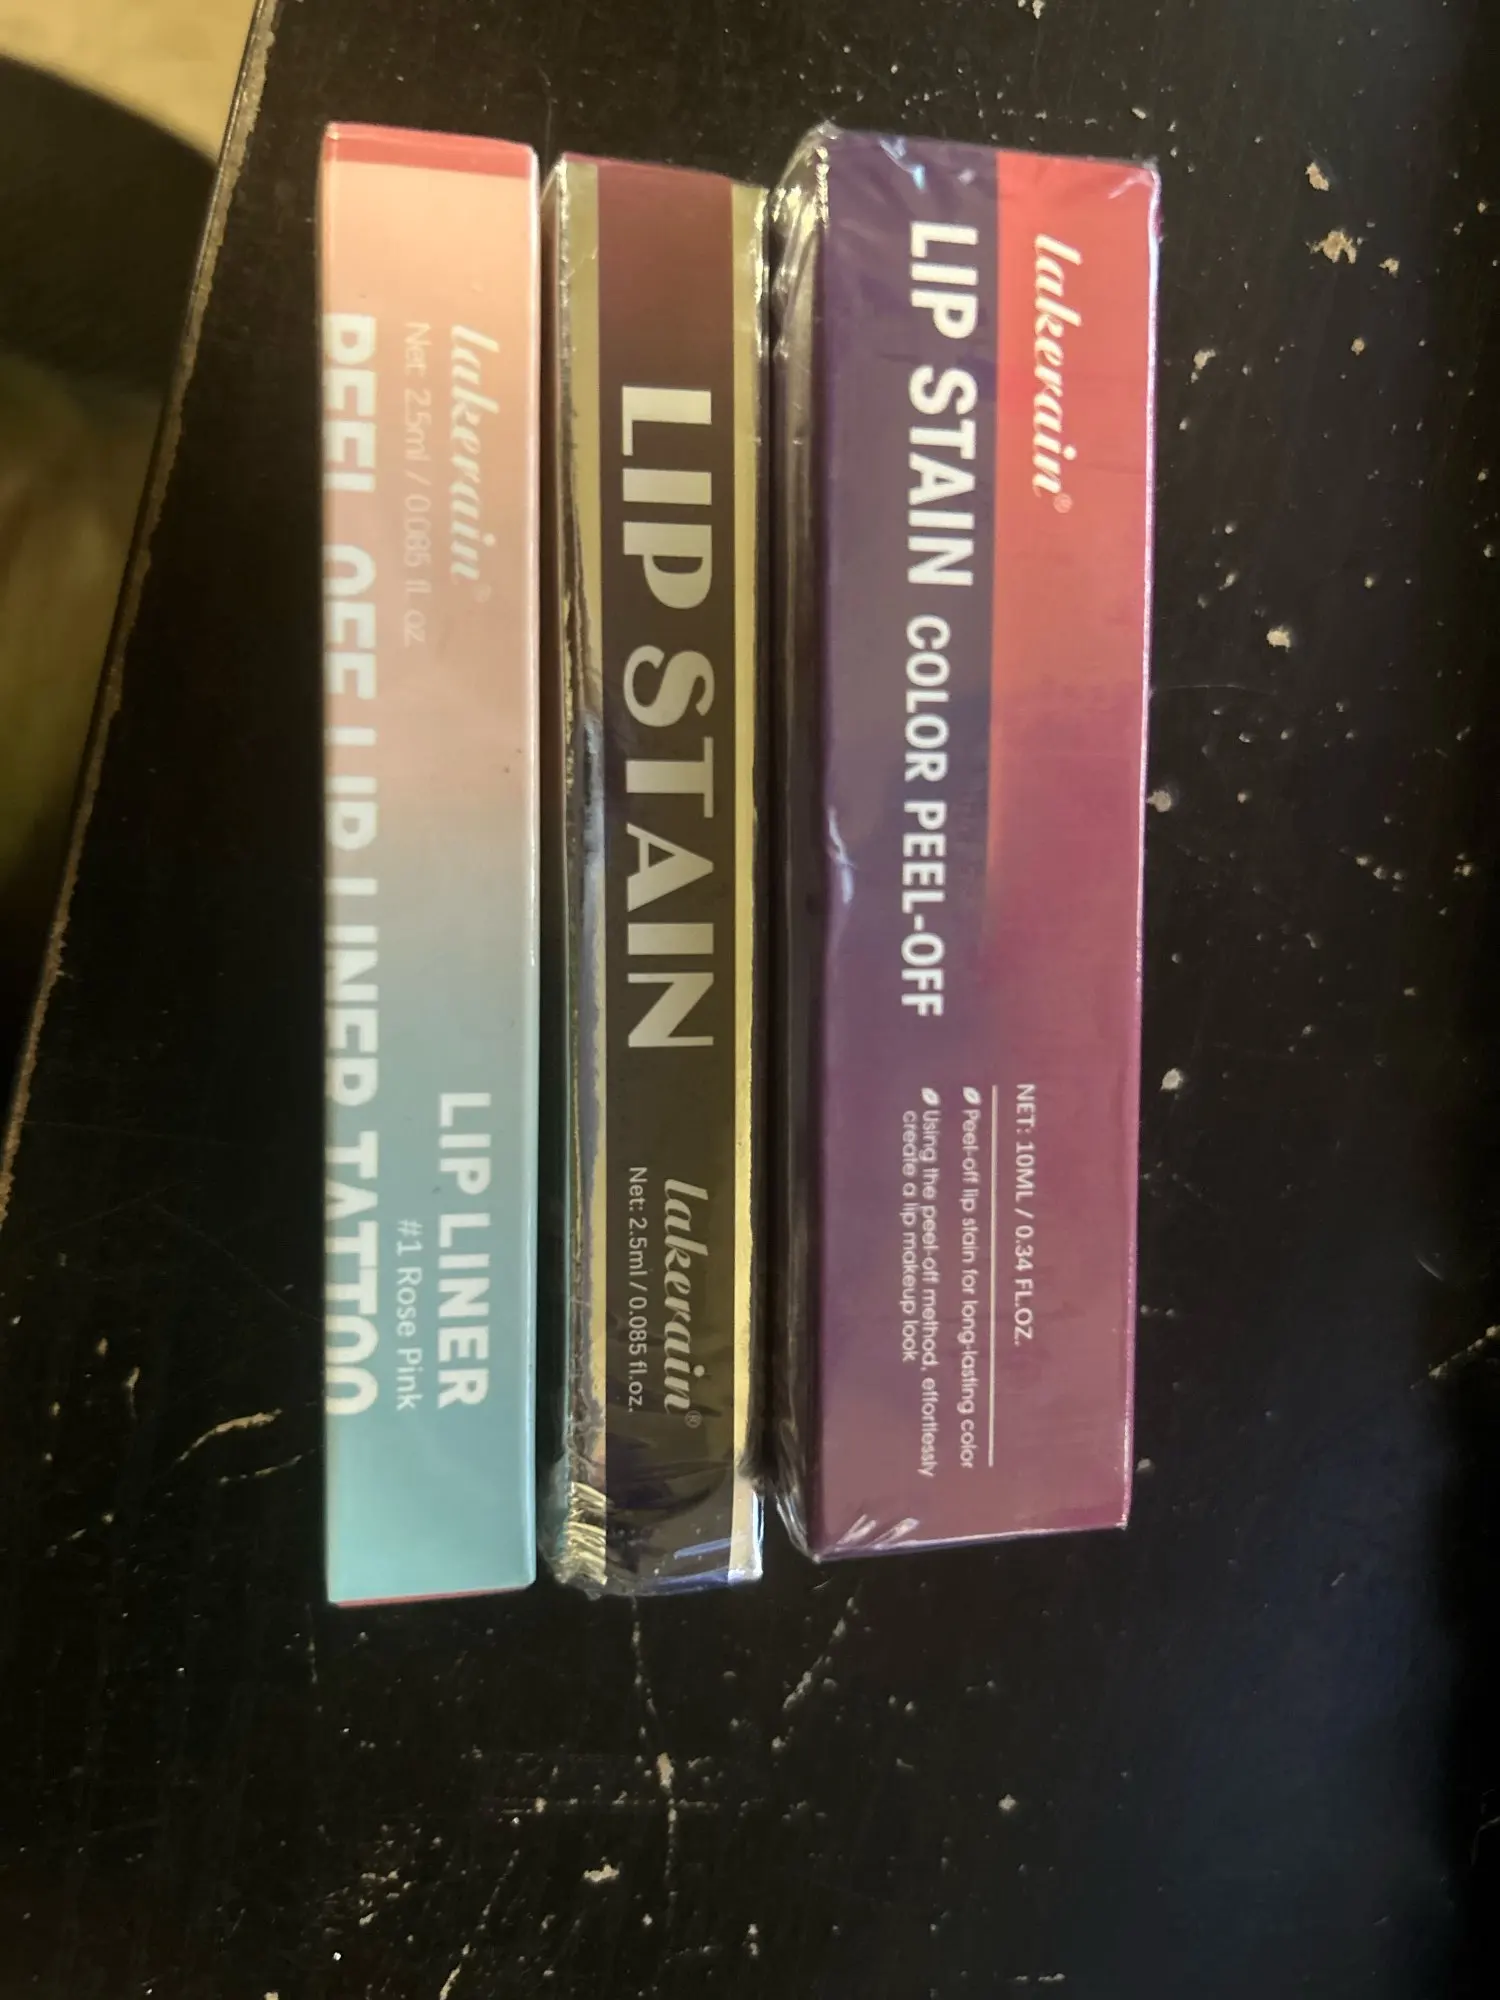 lakerain®
LIP STAIN COLOR PEEL-OFF
NET: 10ML / 0.34 FL.OZ.
Peel-off lip stain for long-lasting color
Using the peel-off method, effortlessly
create a lip makeup look
LIP STAIN
lakerain®
Net: 2.5ml / 0.085 fl.oz.
lakerain®
Net: 2.5ml / 0.085 fl. oz
LIP LINER
#1 Rose Pink
PEEL OFF LIP LINER TATTOO